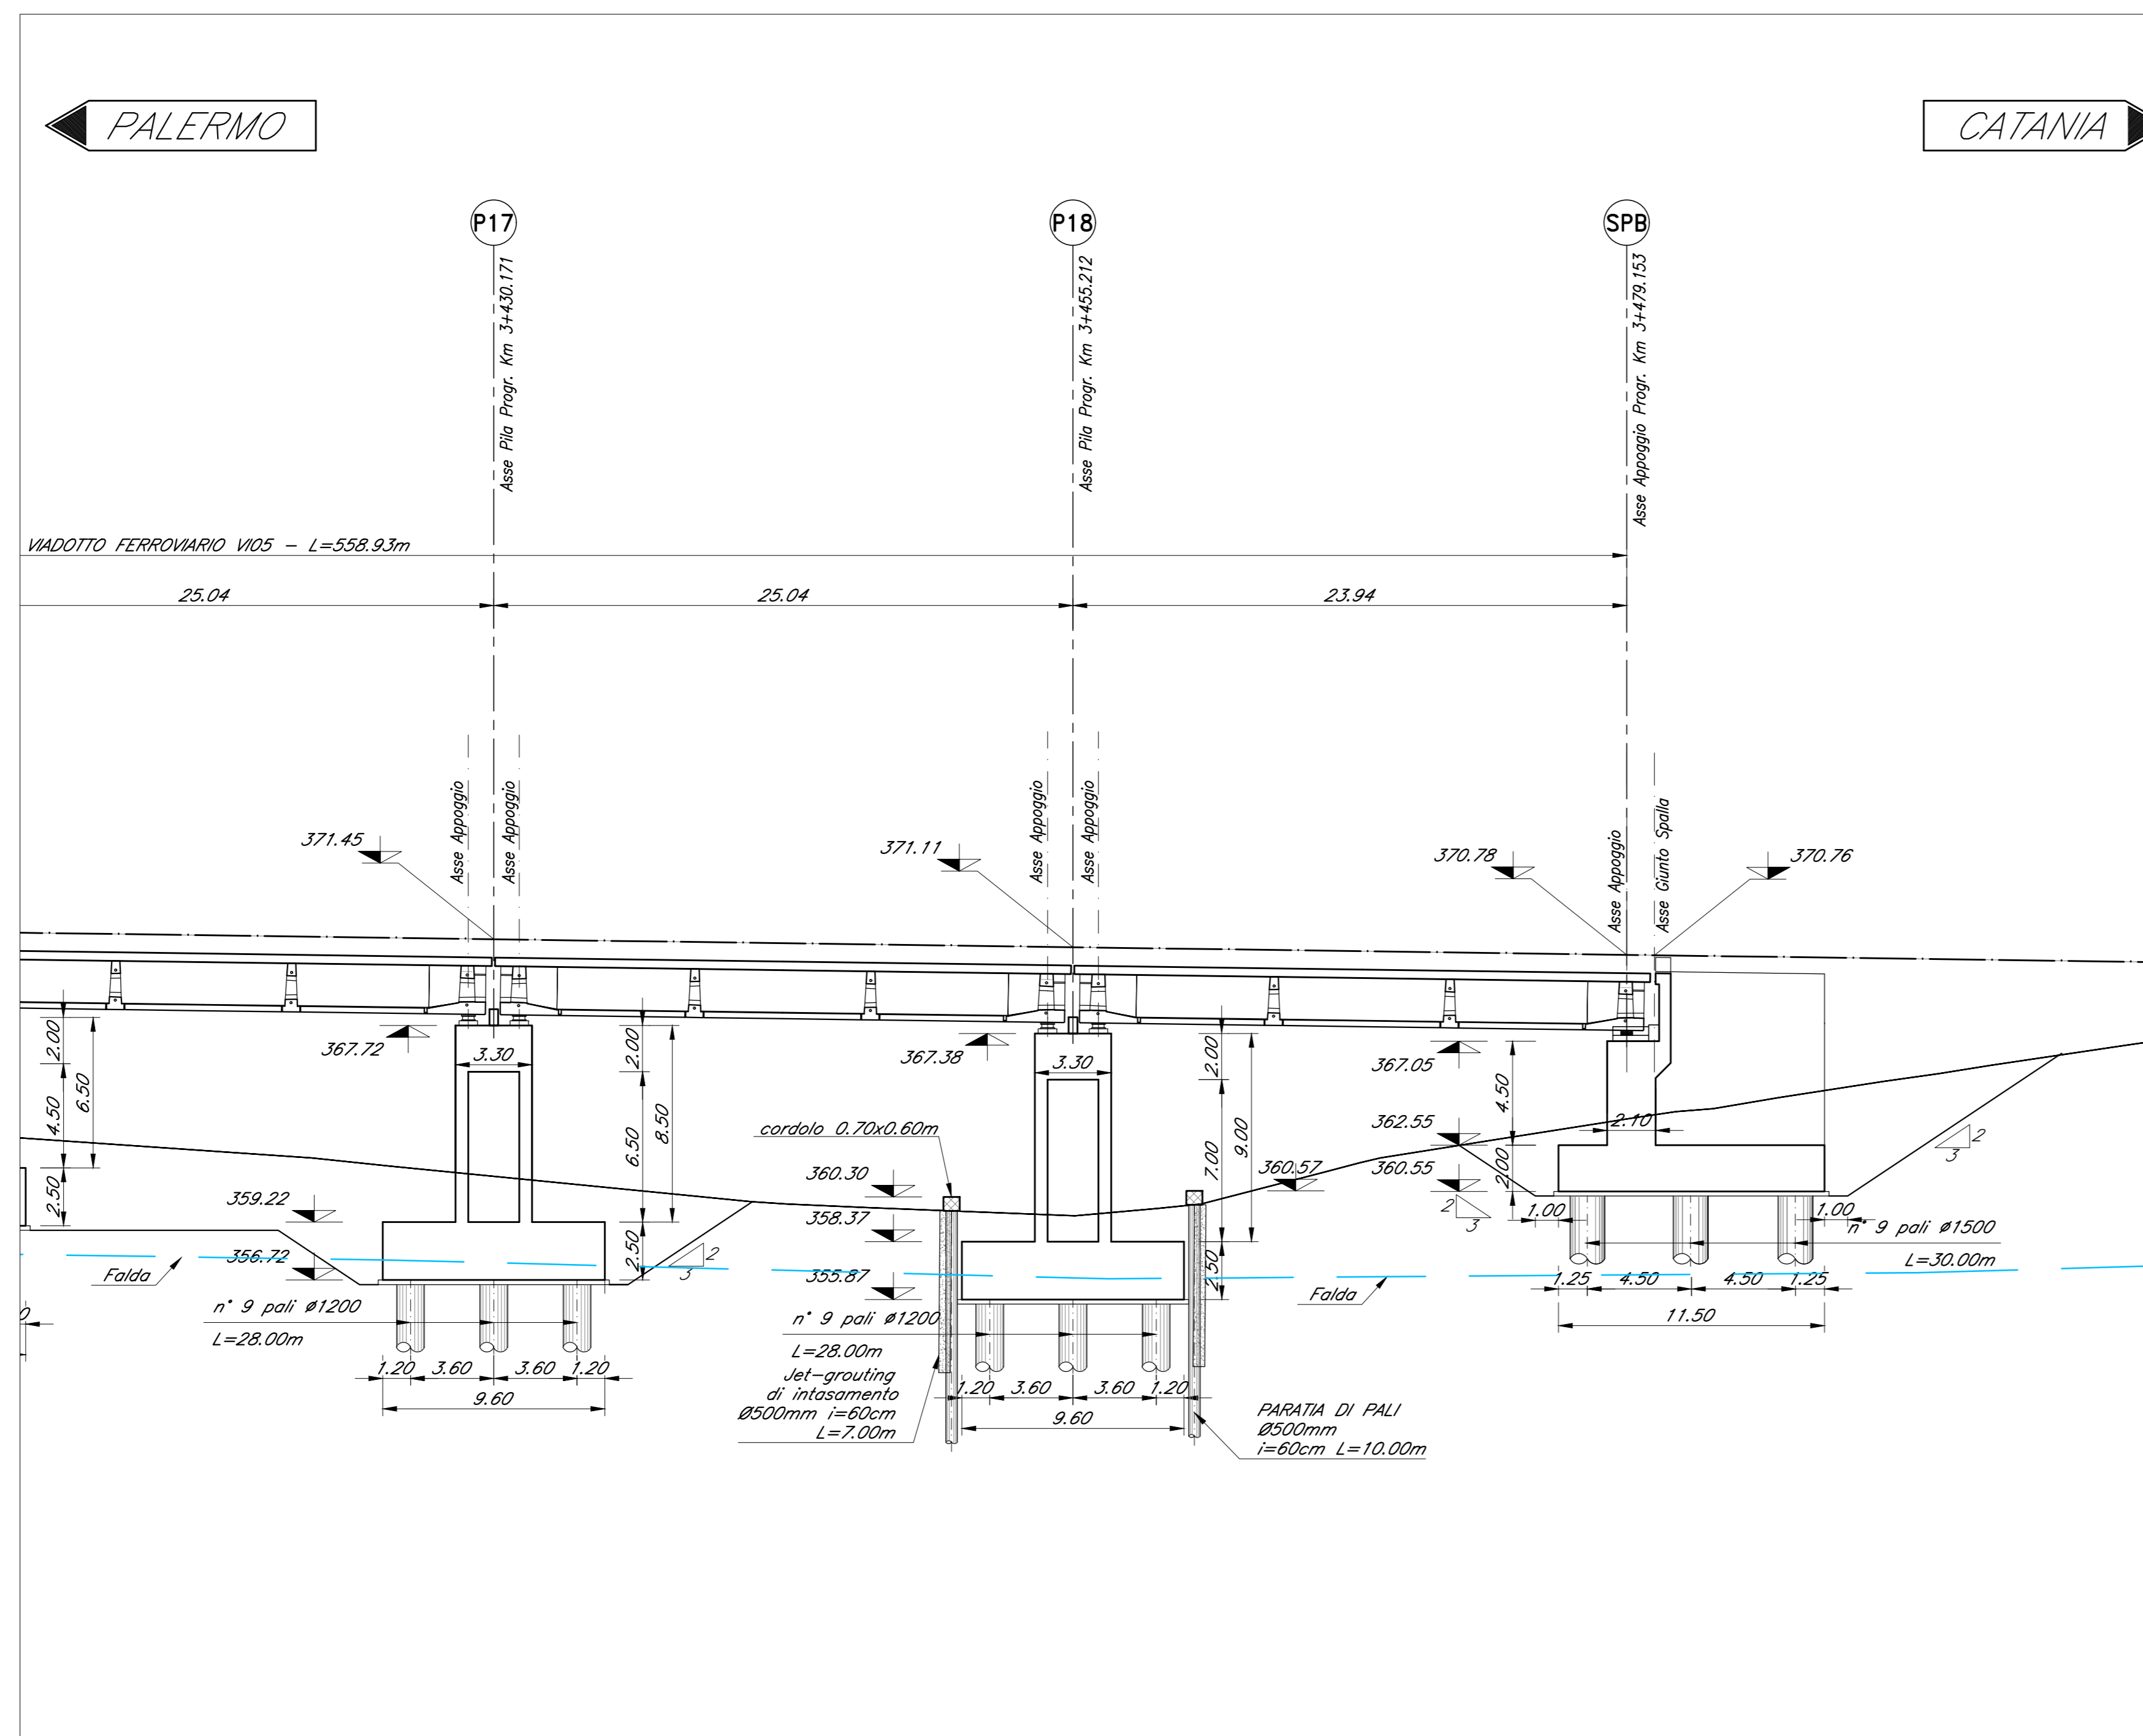 PALERMO
CATANIA
P17
P18
SPB
Asse Pila Progr. Km 3+430.171
Asse Pila Progr. Km 3+455.212
Asse Appoggio Progr. Km 3+479.153
VIADOTTO FERROVIARIO VI05 - L=558.93m
25.04
25.04
23.94
Asse Appoggio
Asse Appoggio
Asse Appoggio
Asse Appoggio
Asse Appoggio
Asse Giunto Spalla
371.45
371.11
370.78
370.76
2.00
4.50
6.50
2.50
367.72
3.30
2.00
6.50
8.50
2.50
367.38
3.30
2.00
7.00
9.00
2.50
367.05
4.50
362.55
2.10
2.00
360.55
cordolo 0.70x0.60m
360.30
360.57
359.22
358.37
356.72
355.87
2
3
2
3
2
3
1.00
1.00
Falda
Falda
n° 9 pali ø1200
L=28.00m
n° 9 pali ø1200
L=28.00m
n° 9 pali ø1500
L=30.00m
Jet-grouting
di intasamento
Ø500mm i=60cm
L=7.00m
PARATIA DI PALI
Ø500mm
i=60cm L=10.00m
0
1.20
3.60
3.60
1.20
9.60
1.20
3.60
3.60
1.20
9.60
1.25
4.50
4.50
1.25
11.50